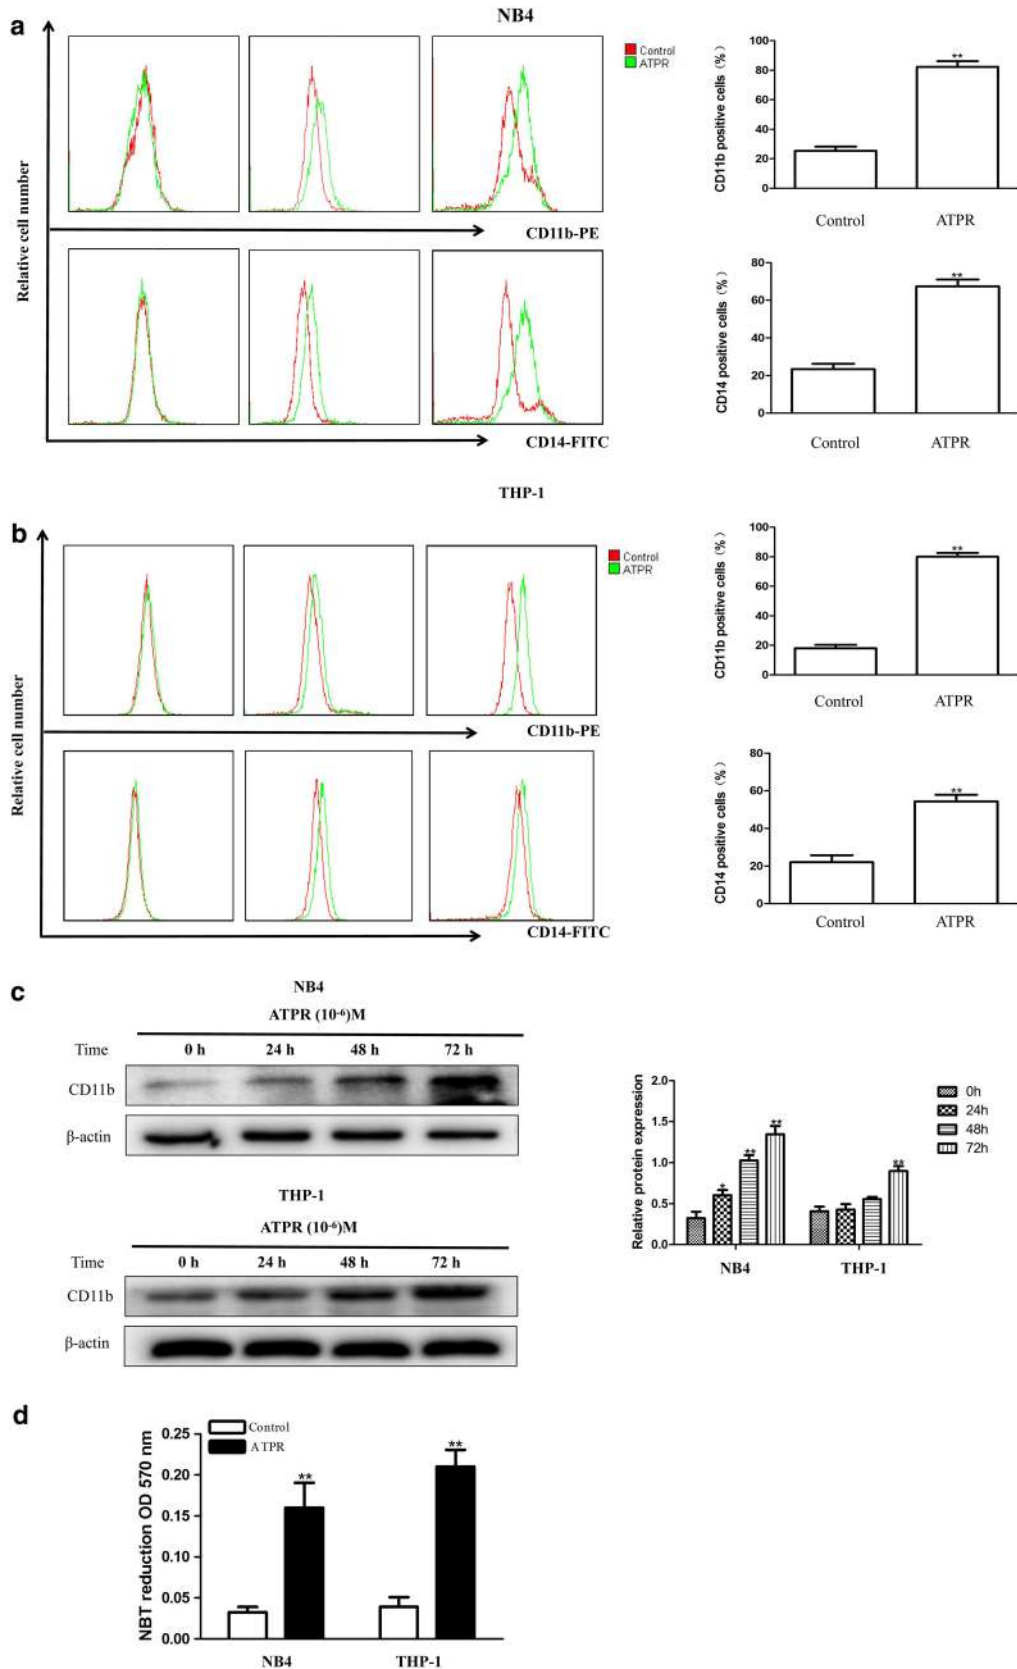 NB4
a
Control
ATPR
Relative cell number
CD11b-PE
CD14-FITC
CD11b positive cells (%)
100
80
60
40
20
0
Control ATPR
**
CD14 positive cells (%)
80
60
40
20
0
Control ATPR
**
THP-1
b
Control
ATPR
Relative cell number
CD11b-PE
CD14-FITC
CD11b positive cells (%)
100
80
60
40
20
0
Control ATPR
**
CD14 positive cells (%)
80
60
40
20
0
Control ATPR
**
c
NB4
ATPR (10-6)M
Time 0 h 24 h 48 h 72 h
CD11b
β-actin
THP-1
ATPR (10-6)M
Time 0 h 24 h 48 h 72 h
CD11b
β-actin
Relative protein expression
2.0
1.5
1.0
0.5
0.0
* ** ** **
NB4 THP-1
0h
24h
48h
72h
d
Control
ATPR
NBT reduction OD 570 nm
0.25
0.20
0.15
0.10
0.05
0.00
** **
NB4 THP-1